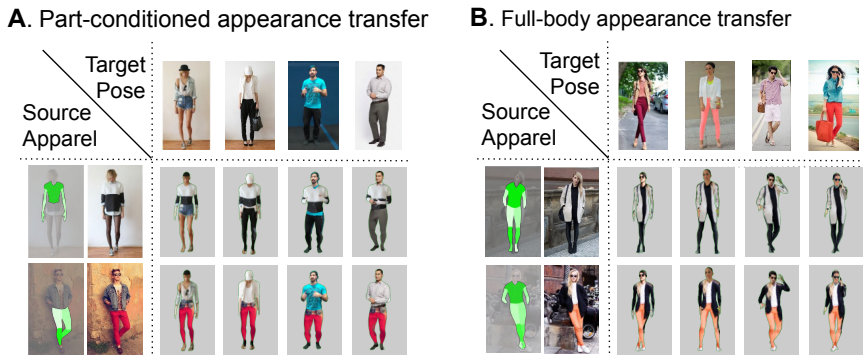 A. Part-conditioned appearance transfer
Target
Pose
Source
Apparel
B. Full-body appearance transfer
Target
Pose
Source
Apparel